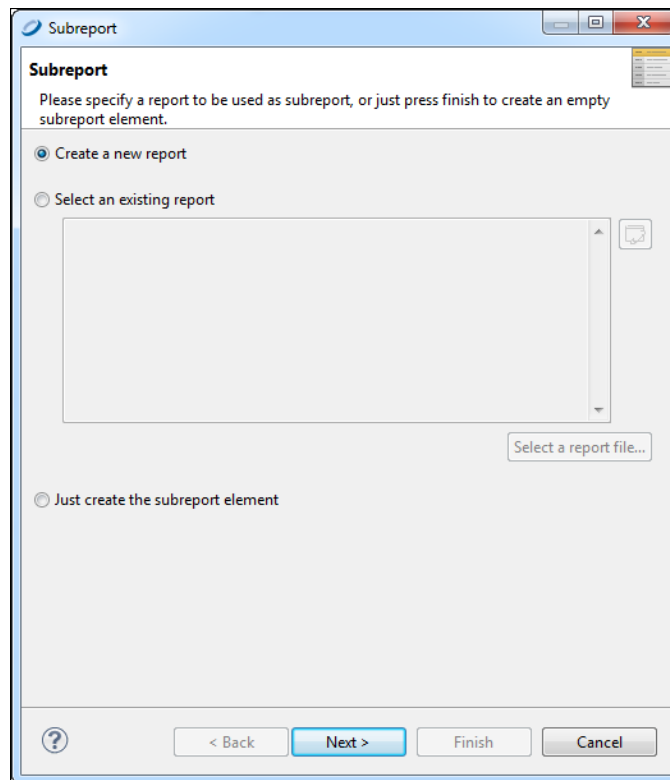 Subreport
Subreport
Please specify a report to be used as subreport, or just press finish to create an empty
subreport element.
Create a new report
Select an existing report
Select a report file...
Just create the subreport element
< Back Next > Finish Cancel